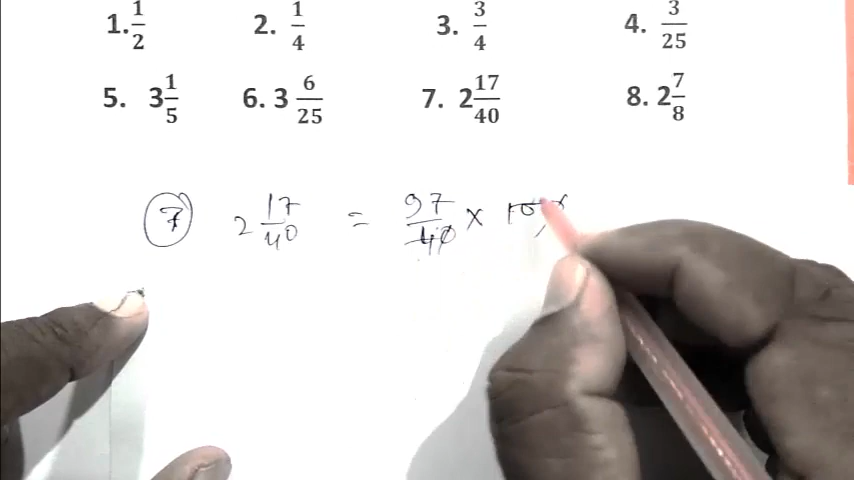 1. 1/2 2. 1/4 3. 3/4 4. 3/25
5. 3 1/5 6. 3 6/25 7. 2 17/40 8. 2 7/8
7 2 17/40 = 97/40 × 100